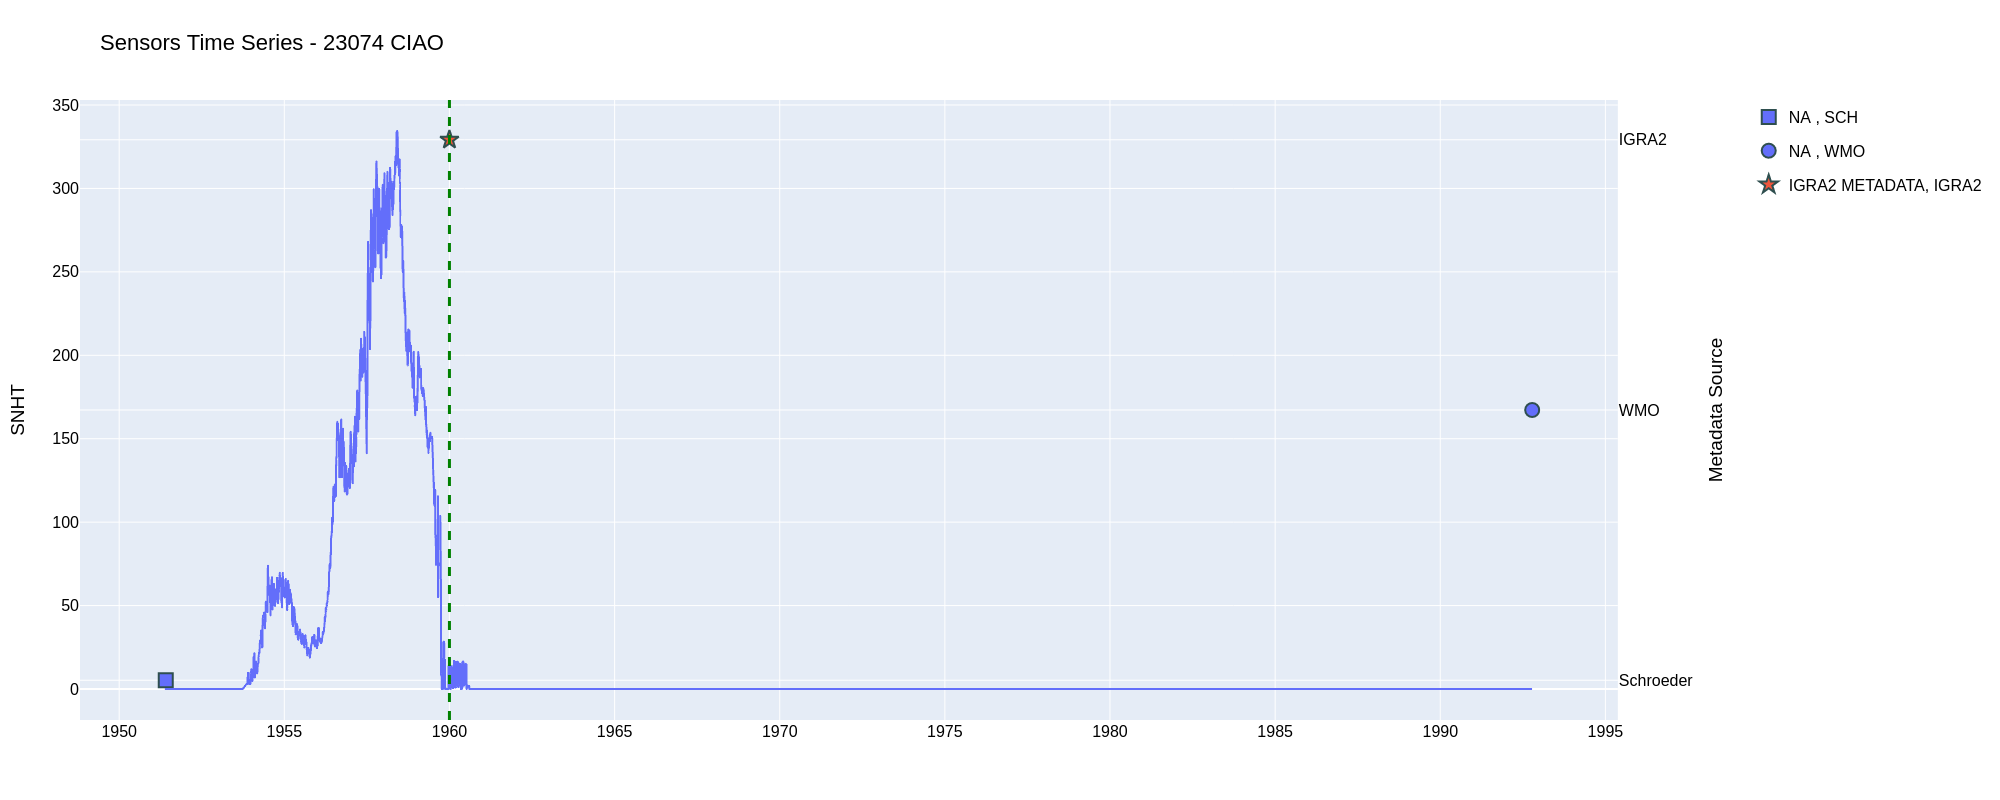 Sensors Time Series - 23074 CIAO
350
300
250
200
150
100
50
0
SNHT
1950 1955 1960 1965 1970 1975 1980 1985 1990 1995
IGRA2
WMO
Schroeder
Metadata Source
NA , SCH
NA , WMO
IGRA2 METADATA, IGRA2